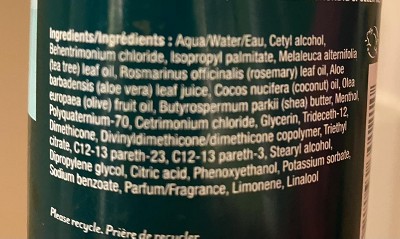 Ingredients/Ingrédients : Aqua/Water/Eau, Cetyl alcohol,
Behentrimonium chloride, Isopropyl palmitate, Melaleuca alternifolia
(tea tree) leaf oil, Rosmarinus officinalis (rosemary) leaf oil, Aloe
barbadensis (aloe vera) leaf juice, Cocos nucifera (coconut) oil, Olea
europaea (olive) fruit oil, Butyrospermum parkii (shea) butter, Menthol,
Polyquaternium-70, Cetrimonium chloride, Glycerin, Trideceth-12,
Dimethicone, Divinyldimethicone/dimethicone copolymer, Triethyl
citrate, C12-13 pareth-23, C12-13 pareth-3, Stearyl alcohol,
Dipropylene glycol, Citric acid, Phenoxyethanol, Potassium sorbate,
Sodium benzoate, Parfum/Fragrance, Limonene, Linalool
Please recycle. Prière de recycler.